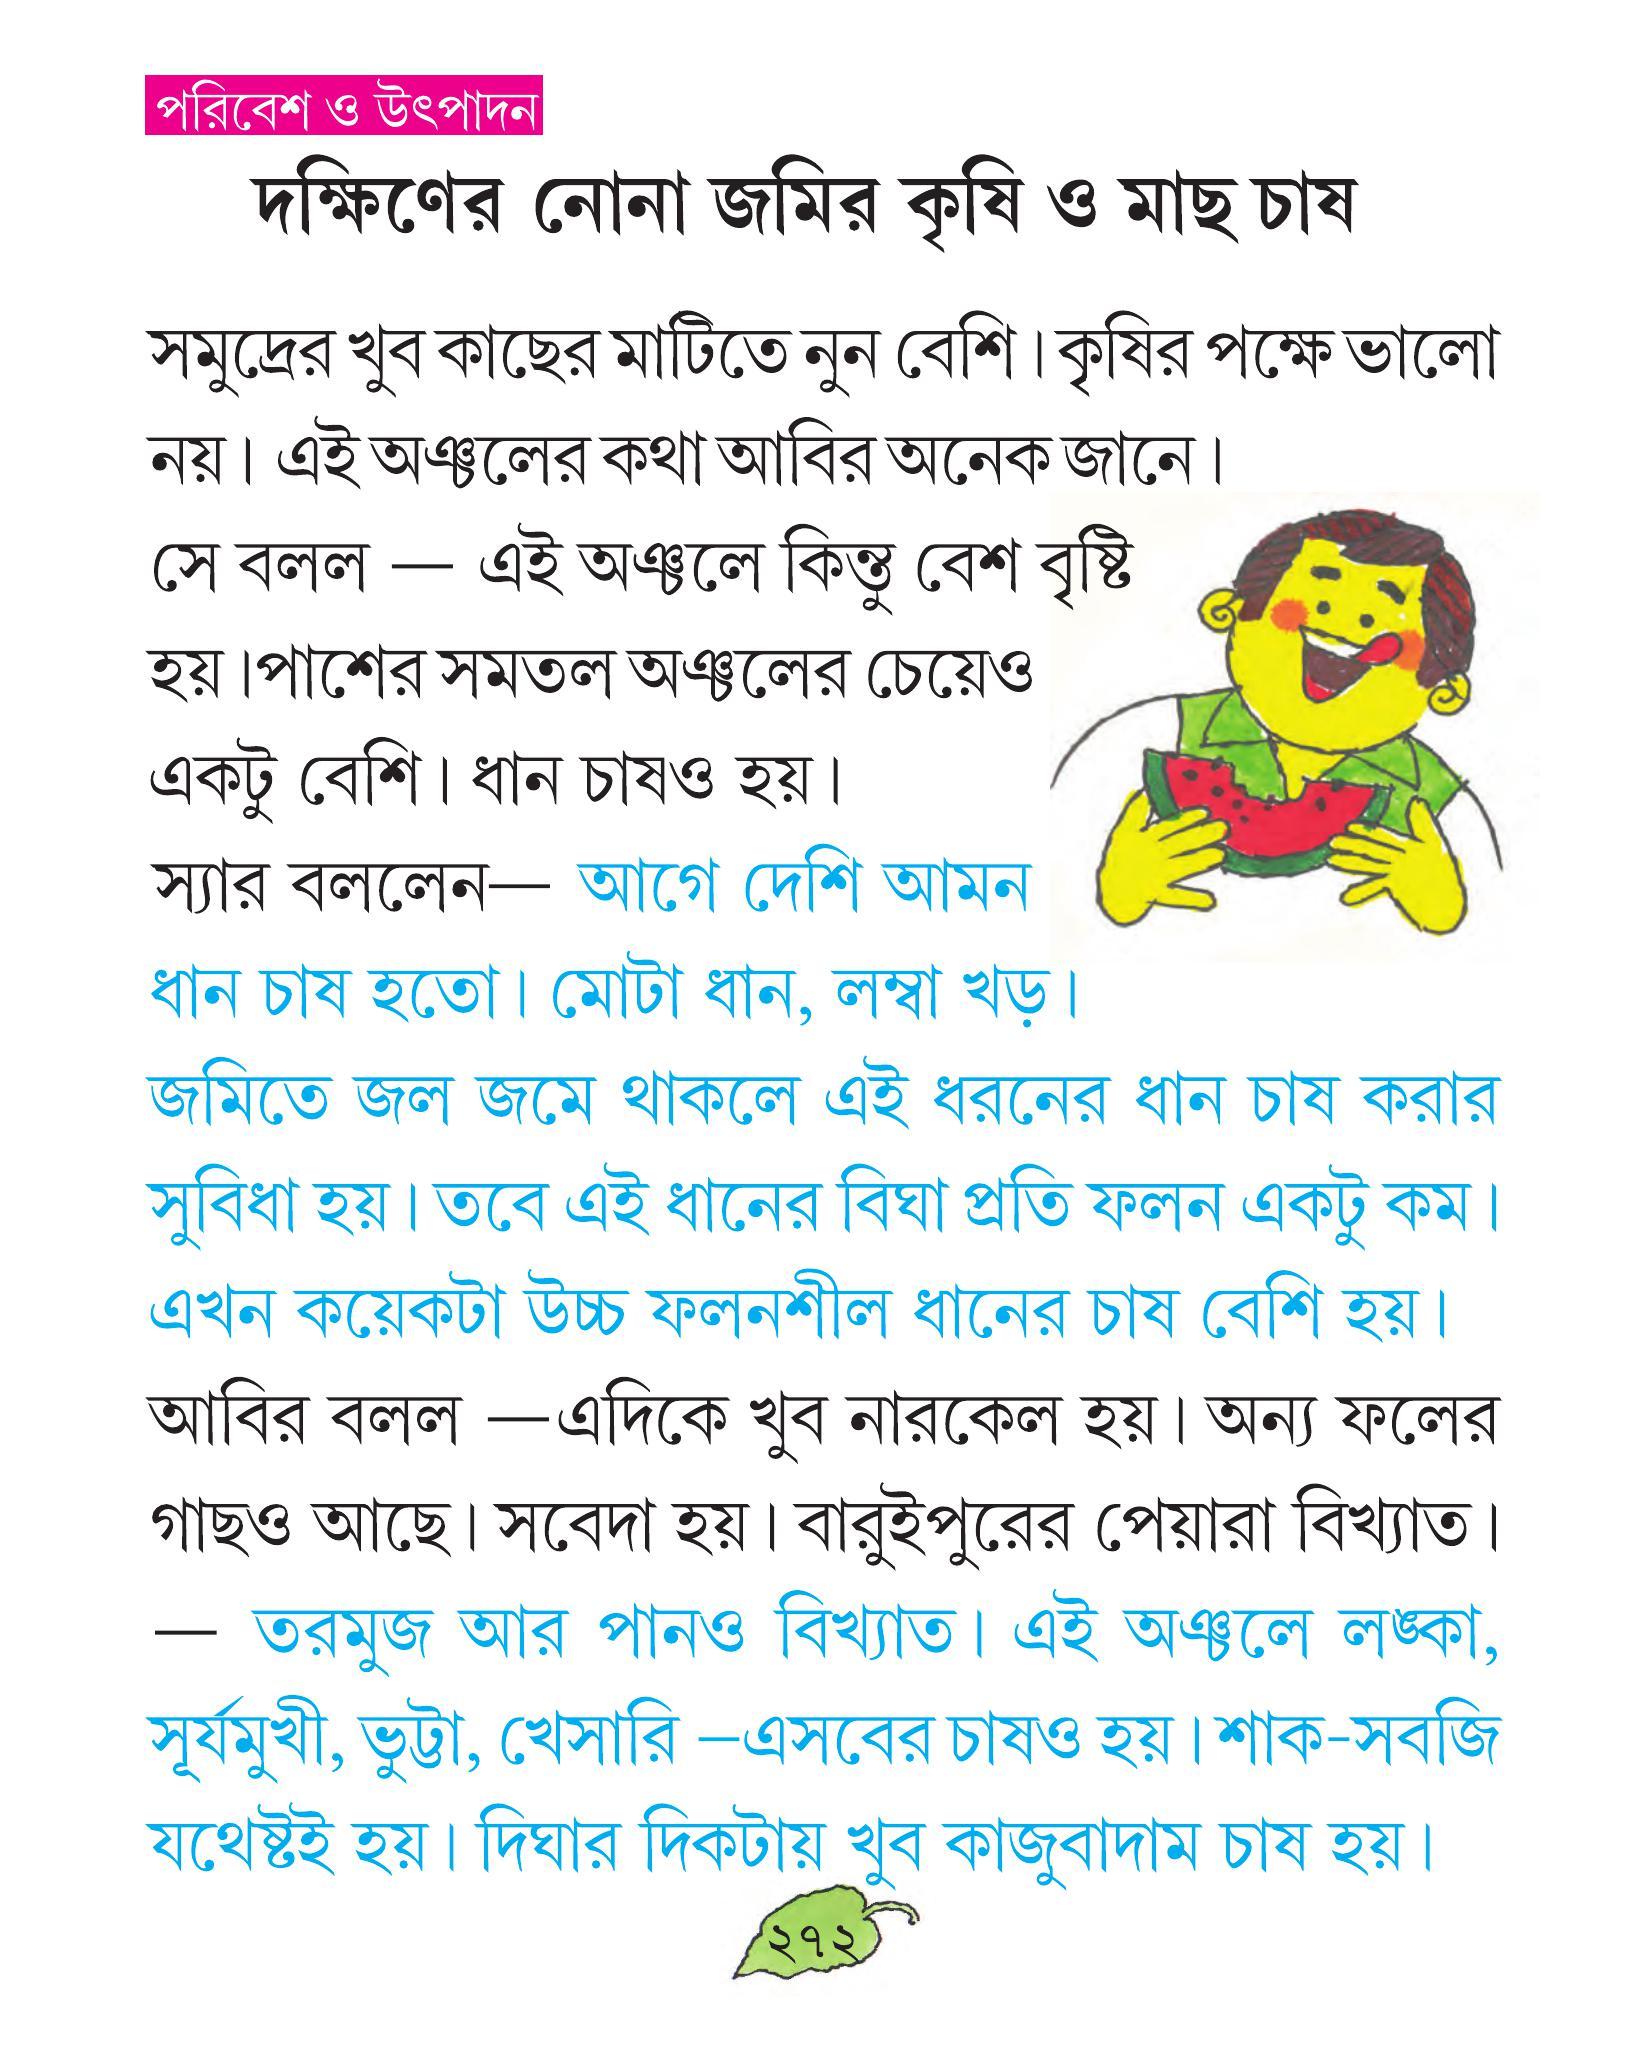 পরিবেশ ও উৎপাদন
দক্ষিণের নোনা জমির কৃষি ও মাছ চাষ
সমুদ্রের খুব কাছের মাটিতে নুন বেশি। কৃষির পক্ষে ভালো
নয়। এই অঞ্চলের কথা আবির অনেক জানে।
সে বলল — এই অঞ্চলে কিন্তু বেশ বৃষ্টি
হয়।পাশের সমতল অঞ্চলের চেয়েও
একটু বেশি। ধান চাষও হয়।
স্যার বললেন— আগে দেশি আমন
ধান চাষ হতো। মোটা ধান, লম্বা খড়।
জমিতে জল জমে থাকলে এই ধরনের ধান চাষ করার
সুবিধা হয়। তবে এই ধানের বিঘা প্রতি ফলন একটু কম।
এখন কয়েকটা উচ্চ ফলনশীল ধানের চাষ বেশি হয়।
আবির বলল —এদিকে খুব নারকেল হয়। অন্য ফলের
গাছও আছে। সবেদা হয়। বারুইপুরের পেয়ারা বিখ্যাত।
— তরমুজ আর পানও বিখ্যাত। এই অঞ্চলে লঙ্কা,
সূর্যমুখী, ভুট্টা, খেসারি –এসবের চাষও হয়। শাক-সবজি
যথেষ্টই হয়। দিঘার দিকটায় খুব কাজুবাদাম চাষ হয়।
২৭২